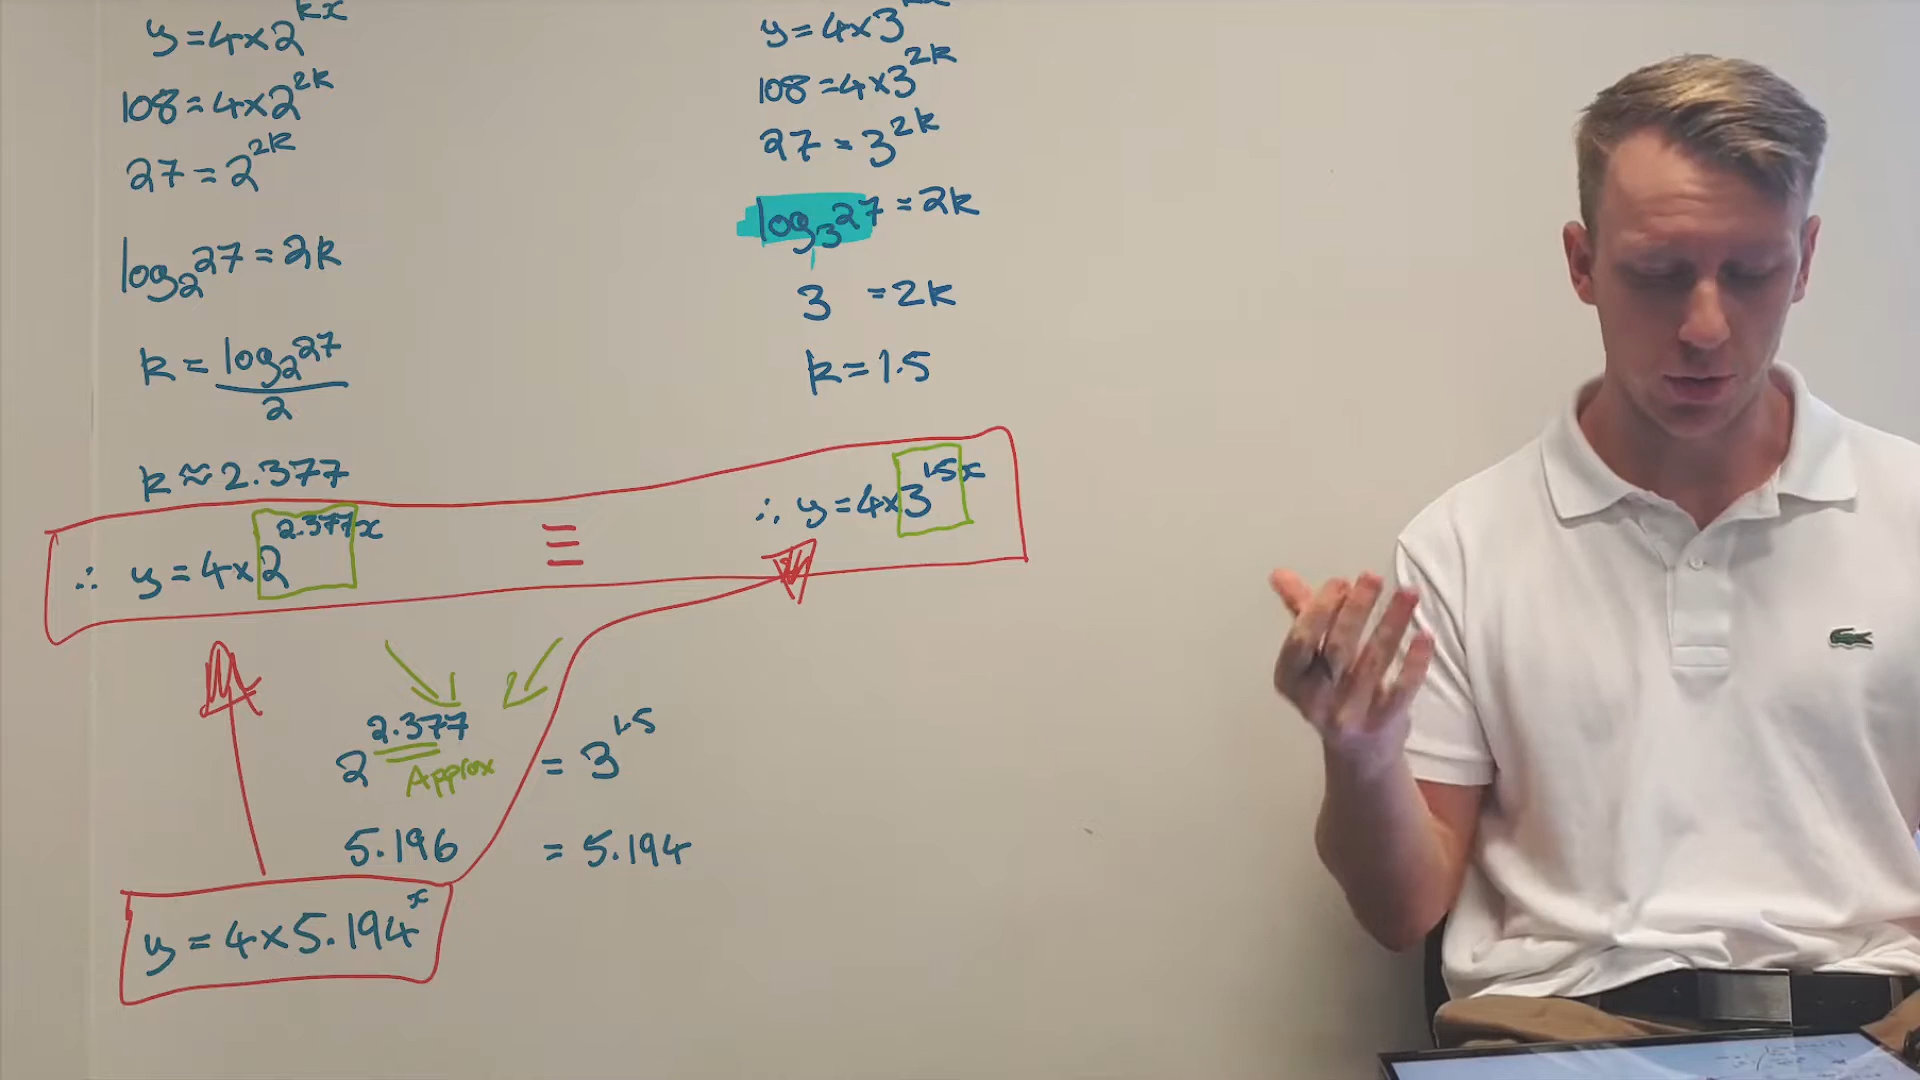 y = 4 × 2^kx
108 = 4 × 2^2k
27 = 2^2k
log₂27 = 2k
k = log₂27 / 2
k ≈ 2.377
∴ y = 4 × 2^2.377x
y = 4 × 3
108 = 4 × 3^2k
27 = 3^2k
log₃27 = 2k
3 = 2k
k = 1.5
≡ ∴ y = 4 × 3^1.5x
2^2.377 = 3^1.5
Approx
5.196 = 5.194
y = 4 × 5.194^x